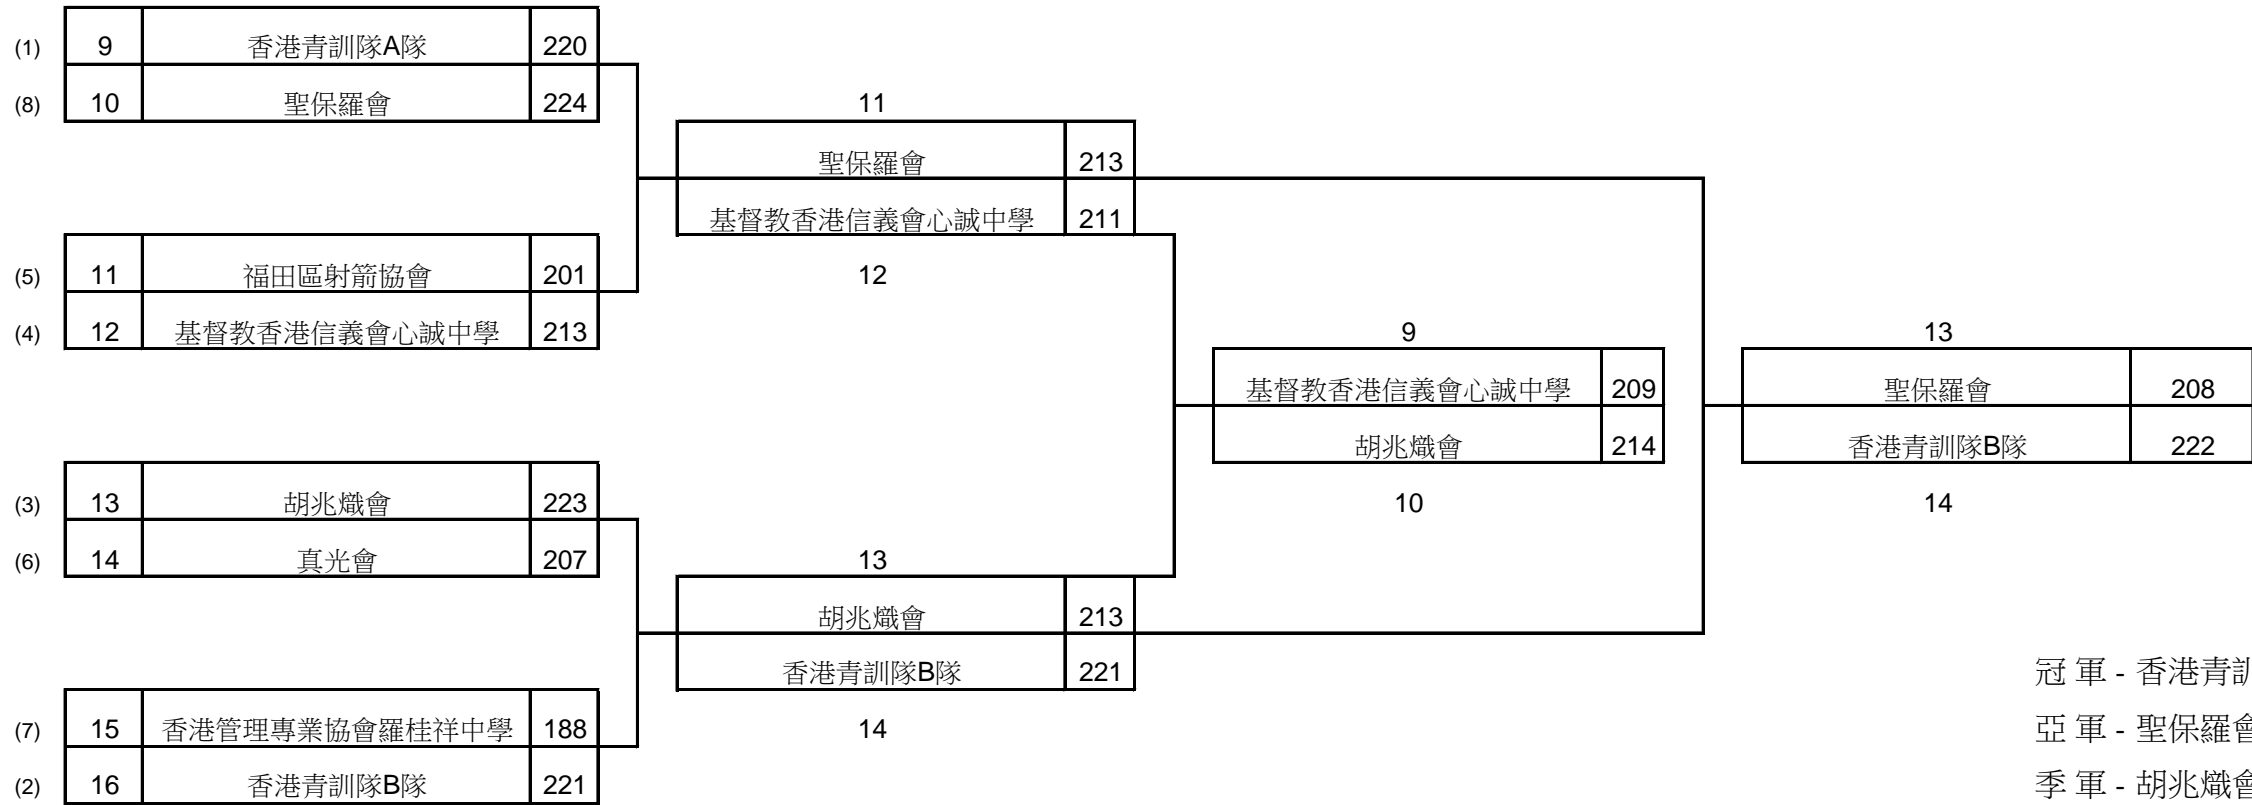 (1) 9 香港青訓隊A隊 220
(8) 10 聖保羅會 224
(5) 11 福田區射箭協會 201
(4) 12 基督教香港信義會心誠中學 213
(3) 13 胡兆熾會 223
(6) 14 真光會 207
(7) 15 香港管理專業協會羅桂祥中學 188
(2) 16 香港青訓隊B隊 221
11
聖保羅會 213
基督教香港信義會心誠中學 211
12
13
胡兆熾會 213
香港青訓隊B隊 221
14
9
基督教香港信義會心誠中學 209
胡兆熾會 214
10
13
聖保羅會 208
香港青訓隊B隊 222
14
冠 軍 - 香港青訓
亞 軍 - 聖保羅會
季 軍 - 胡兆熾會